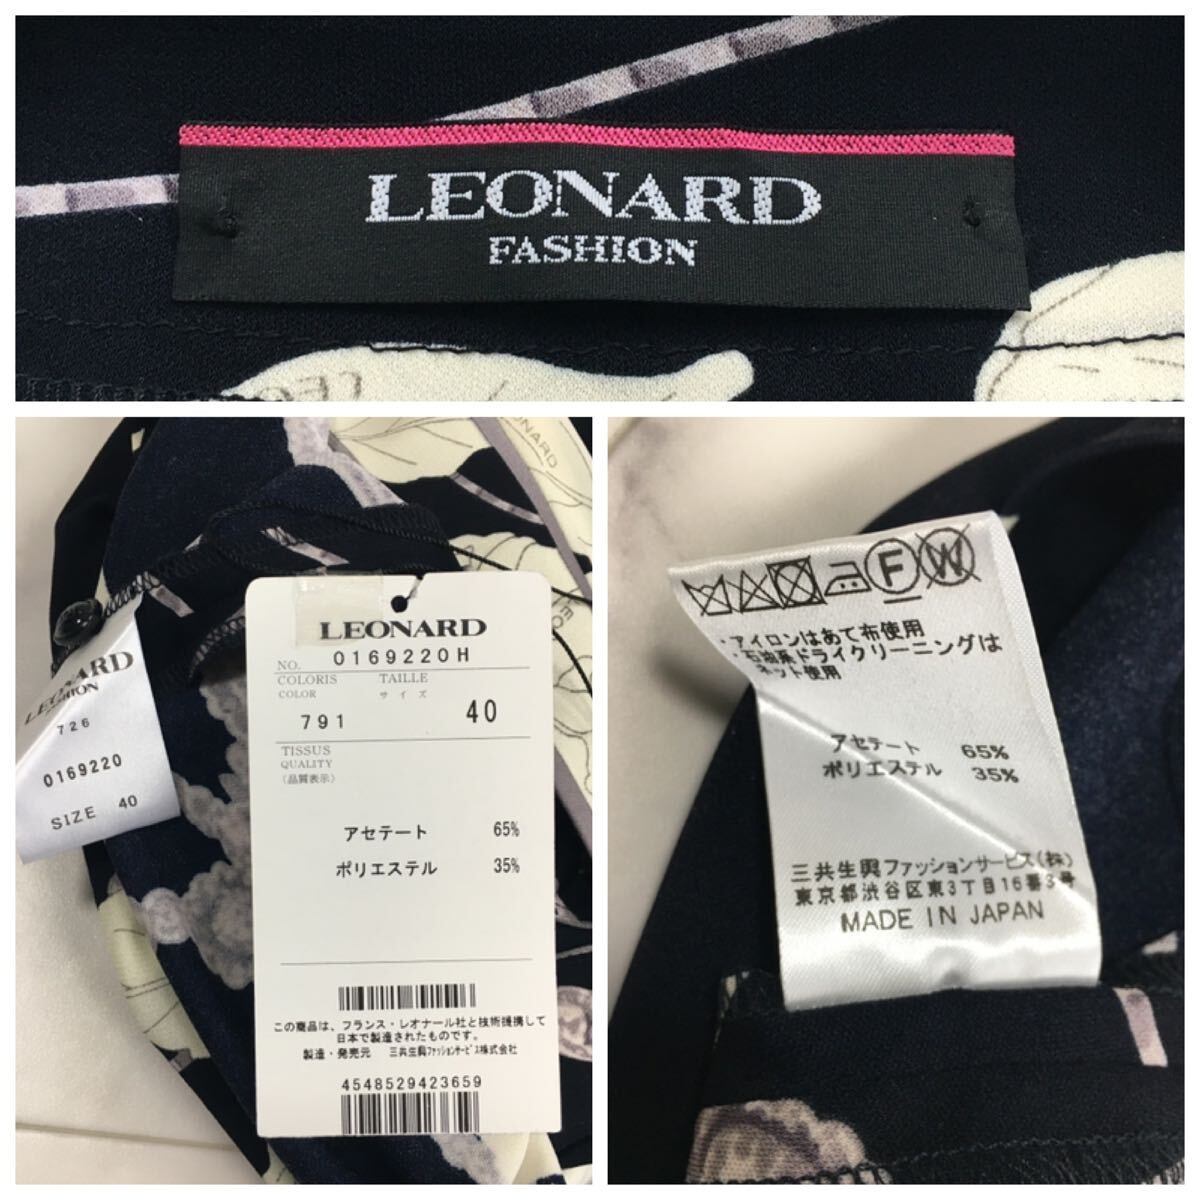 LEONARD
FASHION
LEONARD
FASHION
726
0169220
SIZE 40
LEONARD
NO. 0169220H
COLORIS TAILLE
COLOR サイズ
791 40
TISSUS
QUALITY
(品質表示)
アセテート 65%
ポリエステル 35%
この商品は、フランス・レオナール社と技術提携して
日本で製造されたものです。
製造・発売元 三共生興ファッションサービス株式会社
4548529423659
F W
・アイロンはあて布使用
・石油系ドライクリーニングは
ネット使用
アセテート 65%
ポリエステル 35%
三共生興ファッションサービス(株)
東京都渋谷区東3丁目16番3号
MADE IN JAPAN